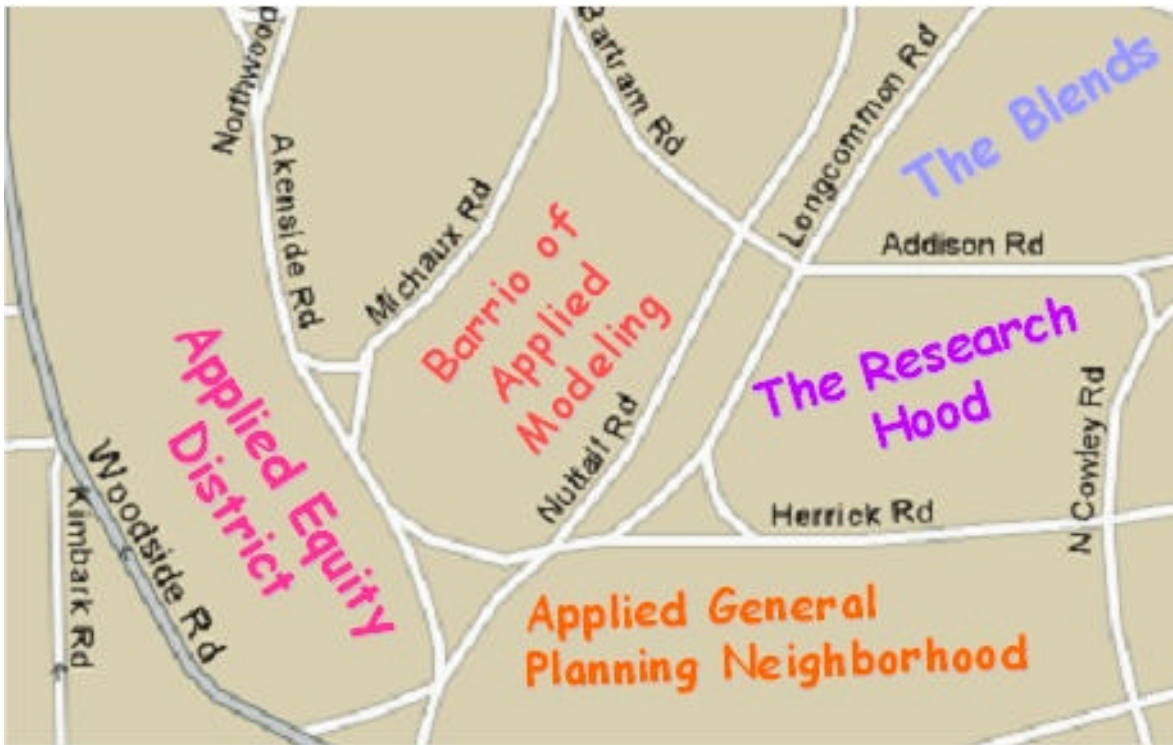 Northwood
Bartram Rd
Longcommon Rd
The Blends
Akenside Rd
Michaux Rd
Barrio of
Applied
Modeling
Addison Rd
Applied Equity
District
The Research
Hood
Nuttall Rd
N Cowley Rd
Woodside Rd
Kimbark Rd
Herrick Rd
Applied General
Planning Neighborhood